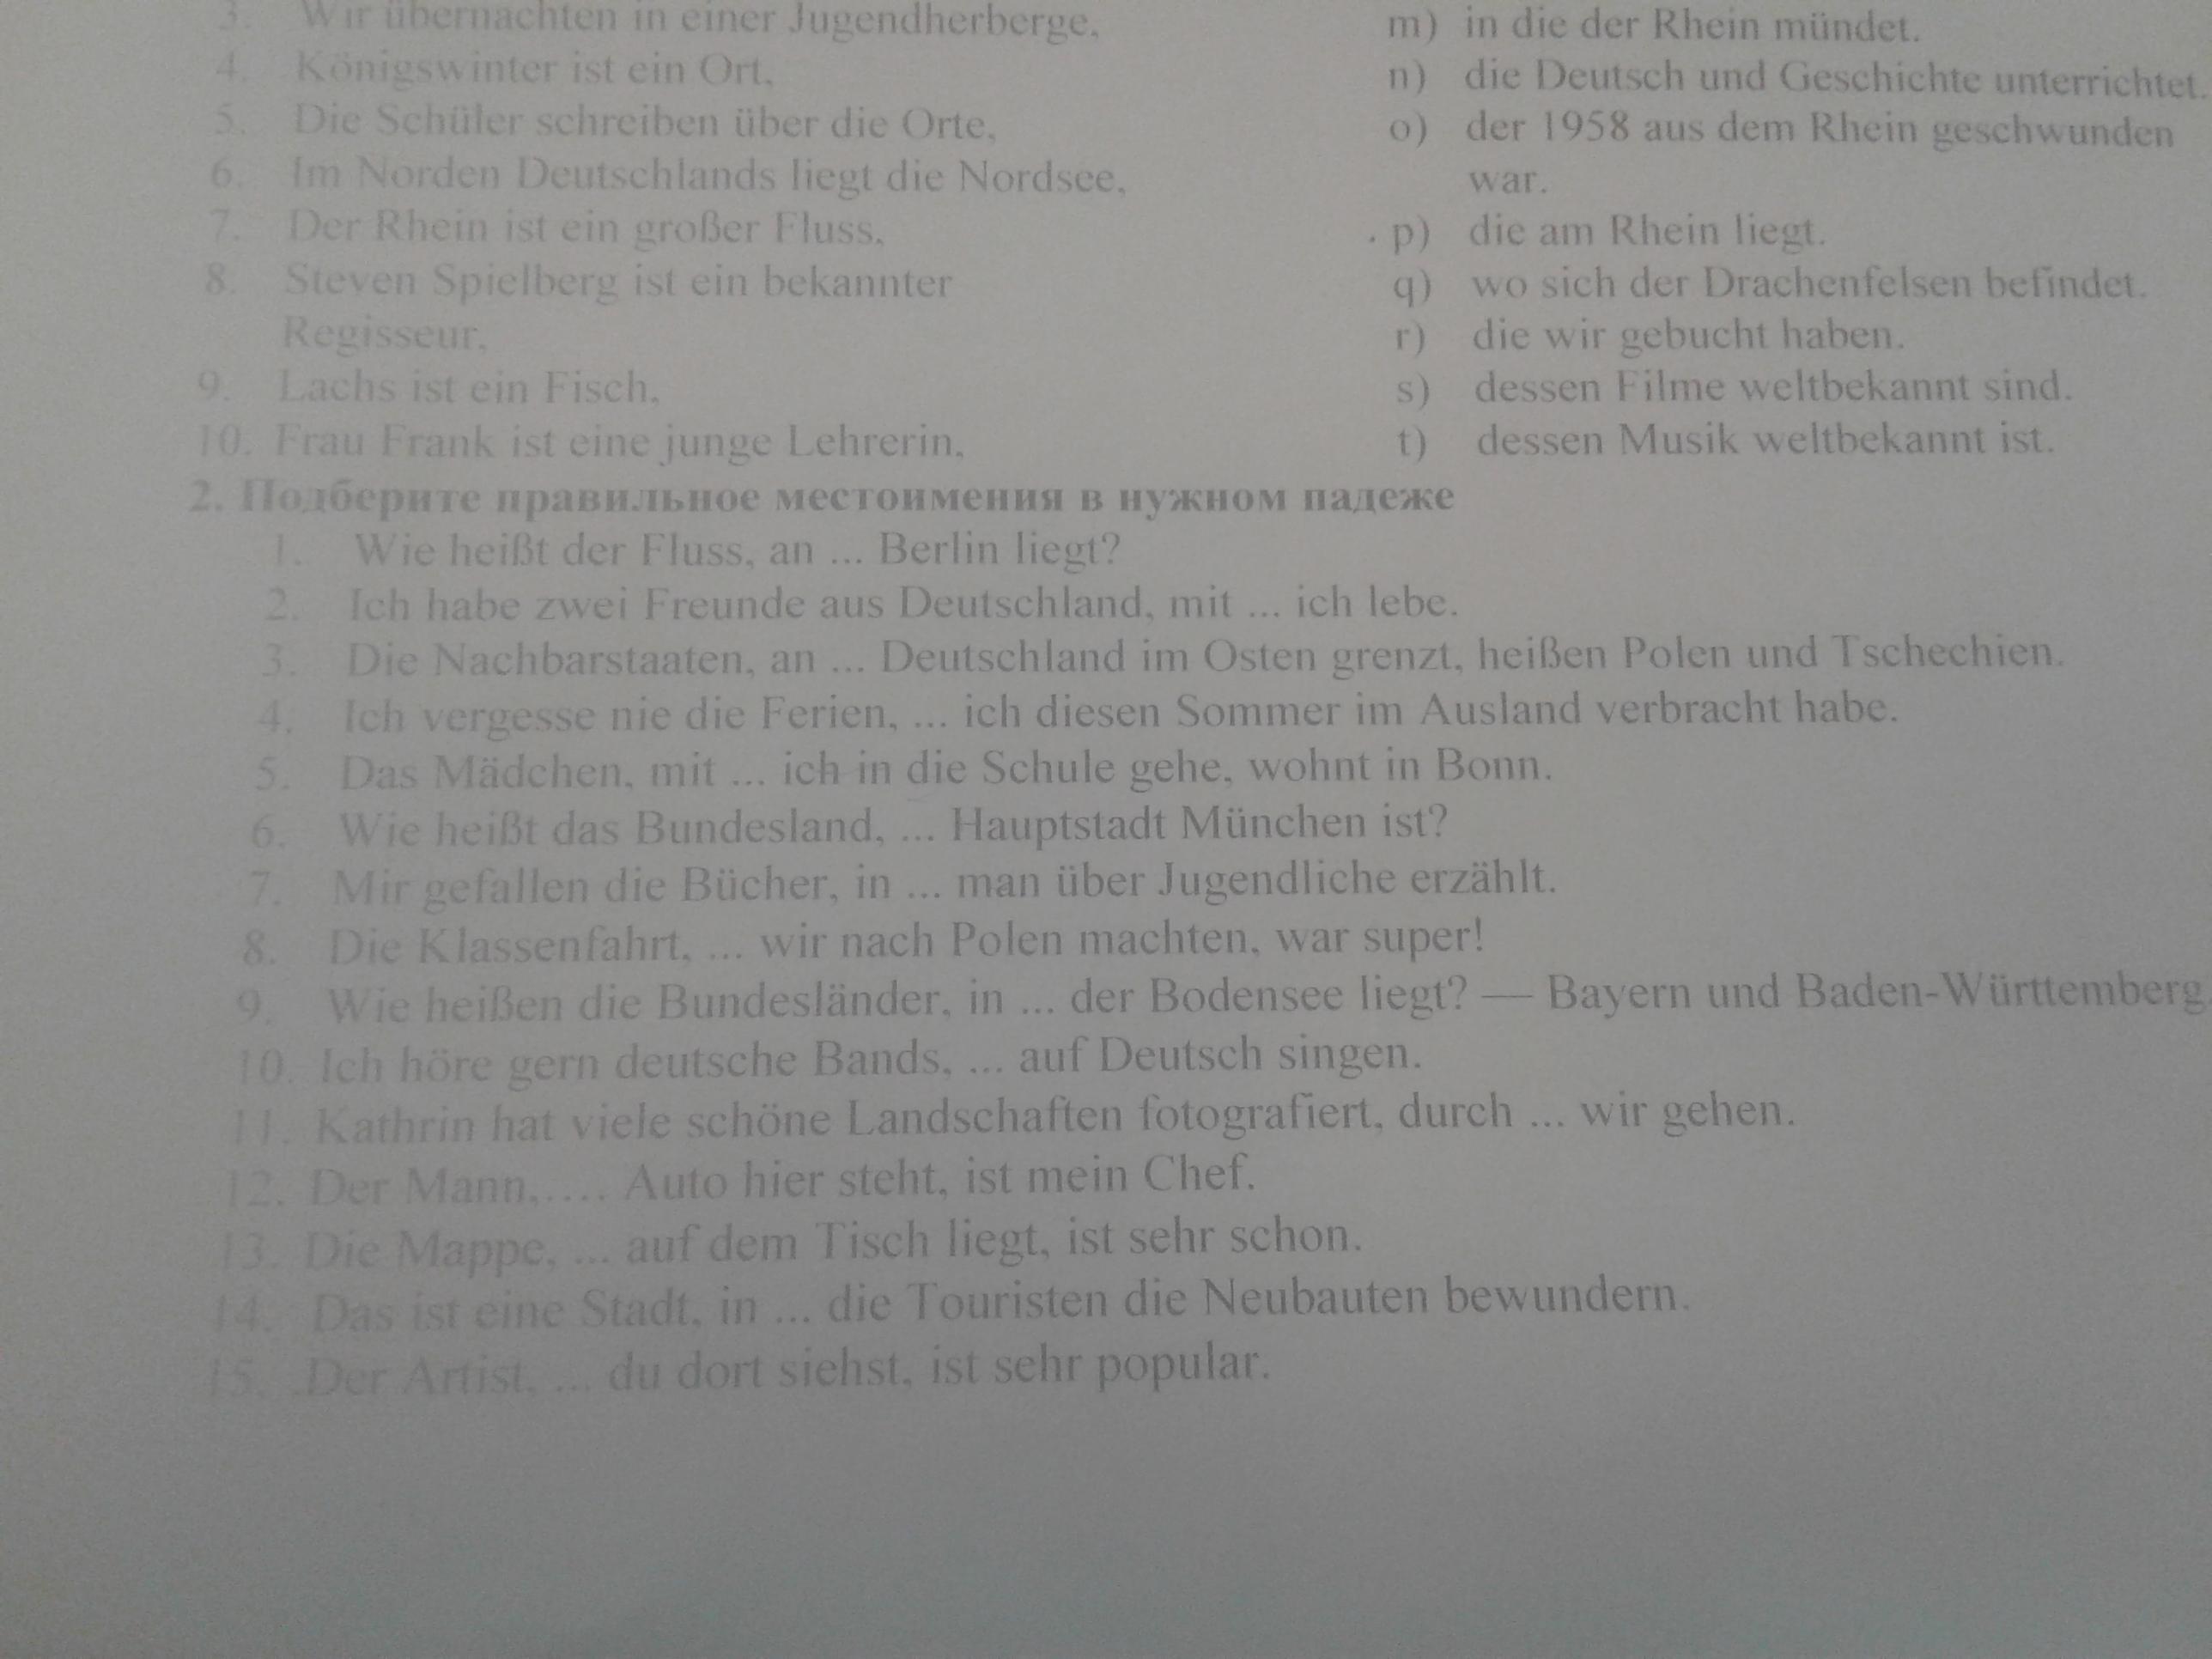 3. Wir übernachten in einer Jugendherberge,
4. Königswinter ist ein Ort,
5. Die Schüler schreiben über die Orte,
6. Im Norden Deutschlands liegt die Nordsee,
7. Der Rhein ist ein großer Fluss,
8. Steven Spielberg ist ein bekannter
Regisseur,
9. Lachs ist ein Fisch,
10. Frau Frank ist eine junge Lehrerin,
m) in die der Rhein mündet.
n) die Deutsch und Geschichte unterrichtet.
o) der 1958 aus dem Rhein geschwunden
war.
p) die am Rhein liegt.
q) wo sich der Drachenfelsen befindet.
r) die wir gebucht haben.
s) dessen Filme weltbekannt sind.
t) dessen Musik weltbekannt ist.
2. Подберите правильное местоимения в нужном падеже
1. Wie heißt der Fluss, an ... Berlin liegt?
2. Ich habe zwei Freunde aus Deutschland, mit ... ich lebe.
3. Die Nachbarstaaten, an ... Deutschland im Osten grenzt, heißen Polen und Tschechien.
4. Ich vergesse nie die Ferien, ... ich diesen Sommer im Ausland verbracht habe.
5. Das Mädchen, mit ... ich in die Schule gehe, wohnt in Bonn.
6. Wie heißt das Bundesland, ... Hauptstadt München ist?
7. Mir gefallen die Bücher, in ... man über Jugendliche erzählt.
8. Die Klassenfahrt, ... wir nach Polen machten, war super!
9. Wie heißen die Bundesländer, in ... der Bodensee liegt? — Bayern und Baden-Württemberg.
10. Ich höre gern deutsche Bands, ... auf Deutsch singen.
11. Kathrin hat viele schöne Landschaften fotografiert, durch ... wir gehen.
12. Der Mann,.... Auto hier steht, ist mein Chef.
13. Die Mappe, ... auf dem Tisch liegt, ist sehr schon.
14. Das ist eine Stadt, in ... die Touristen die Neubauten bewundern.
15. Der Artist, ... du dort siehst, ist sehr popular.